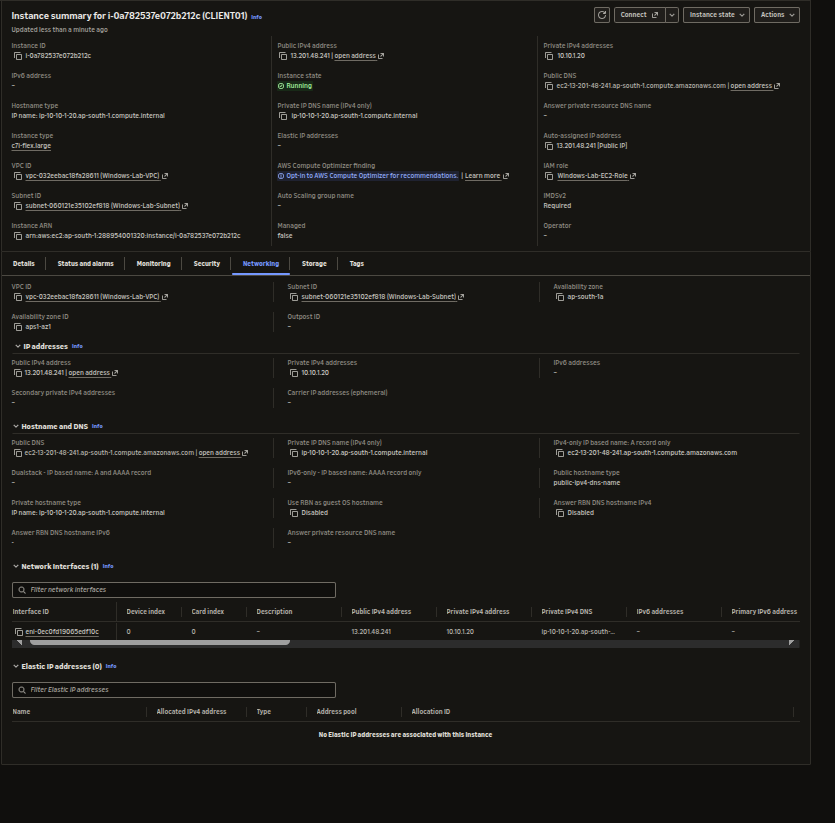 Instance summary for i-0a782537e072b212c (CLIENT01) Info
Connect
Instance state
Actions
Updated less than a minute ago
Instance ID
i-0a782537e072b212c
Public IPv4 address
13.201.48.241 | open address
Private IPv4 addresses
10.10.1.20
IPv6 address
–
Instance state
Running
Public DNS
ec2-13-201-48-241.ap-south-1.compute.amazonaws.com | open address
Hostname type
IP name: ip-10-10-1-20.ap-south-1.compute.internal
Private IP DNS name (IPv4 only)
ip-10-10-1-20.ap-south-1.compute.internal
Answer private resource DNS name
–
Instance type
c7i-flex.large
Elastic IP addresses
–
Auto-assigned IP address
13.201.48.241 [Public IP]
VPC ID
vpc-032eebac18fa28611 (Windows-Lab-VPC)
AWS Compute Optimizer finding
Opt-in to AWS Compute Optimizer for recommendations. | Learn more
IAM role
Windows-Lab-EC2-Role
Subnet ID
subnet-060121e35102ef818 (Windows-Lab-Subnet)
Auto Scaling group name
–
IMDSv2
Required
Instance ARN
arn:aws:ec2:ap-south-1:288954001320:instance/i-0a782537e072b212c
Managed
false
Operator
–
Details
Status and alarms
Monitoring
Security
Networking
Storage
Tags
VPC ID
vpc-032eebac18fa28611 (Windows-Lab-VPC)
Subnet ID
subnet-060121e35102ef818 (Windows-Lab-Subnet)
Availability zone
ap-south-1a
Availability zone ID
aps1-az1
Outpost ID
–
IP addresses Info
Public IPv4 address
13.201.48.241 | open address
Private IPv4 addresses
10.10.1.20
IPv6 addresses
–
Secondary private IPv4 addresses
–
Carrier IP addresses (ephemeral)
–
Hostname and DNS Info
Public DNS
ec2-13-201-48-241.ap-south-1.compute.amazonaws.com | open address
Private IP DNS name (IPv4 only)
ip-10-10-1-20.ap-south-1.compute.internal
IPv4-only IP based name: A record only
ec2-13-201-48-241.ap-south-1.compute.amazonaws.com
Dualstack - IP based name: A and AAAA record
–
IPv6-only - IP based name: AAAA record only
–
Public hostname type
public-ipv4-dns-name
Private hostname type
IP name: ip-10-10-1-20.ap-south-1.compute.internal
Use RBN as guest OS hostname
Disabled
Answer RBN DNS hostname IPv4
Disabled
Answer RBN DNS hostname IPv6
-
Answer private resource DNS name
–
Network Interfaces (1) Info
Filter network interfaces
Interface ID
Device index
Card index
Description
Public IPv4 address
Private IPv4 address
Private IPv4 DNS
IPv6 addresses
Primary IPv6 address
eni-0ec0fd19065edf10c
0
0
–
13.201.48.241
10.10.1.20
ip-10-10-1-20.ap-south-...
–
–
Elastic IP addresses (0) Info
Filter Elastic IP addresses
Name
Allocated IPv4 address
Type
Address pool
Allocation ID
No Elastic IP addresses are associated with this instance